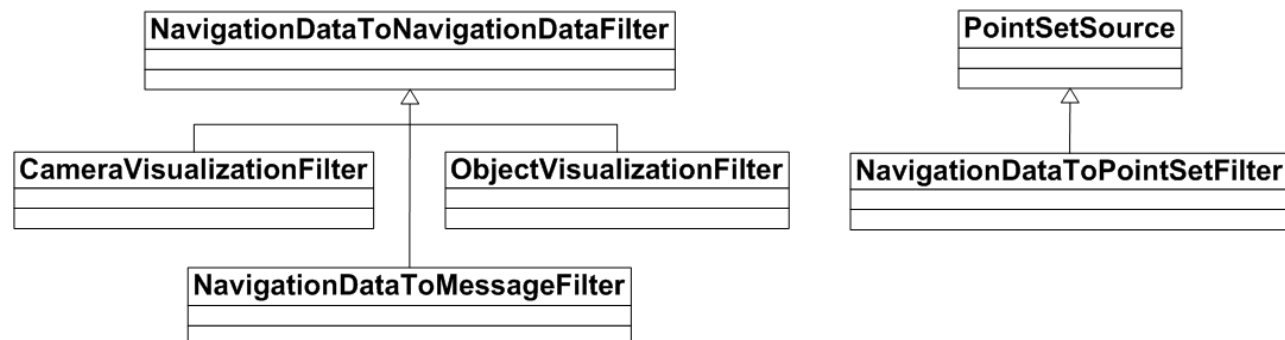 NavigationDataToNavigationDataFilter
PointSetSource
CameraVisualizationFilter
ObjectVisualizationFilter
NavigationDataToPointSetFilter
NavigationDataToMessageFilter